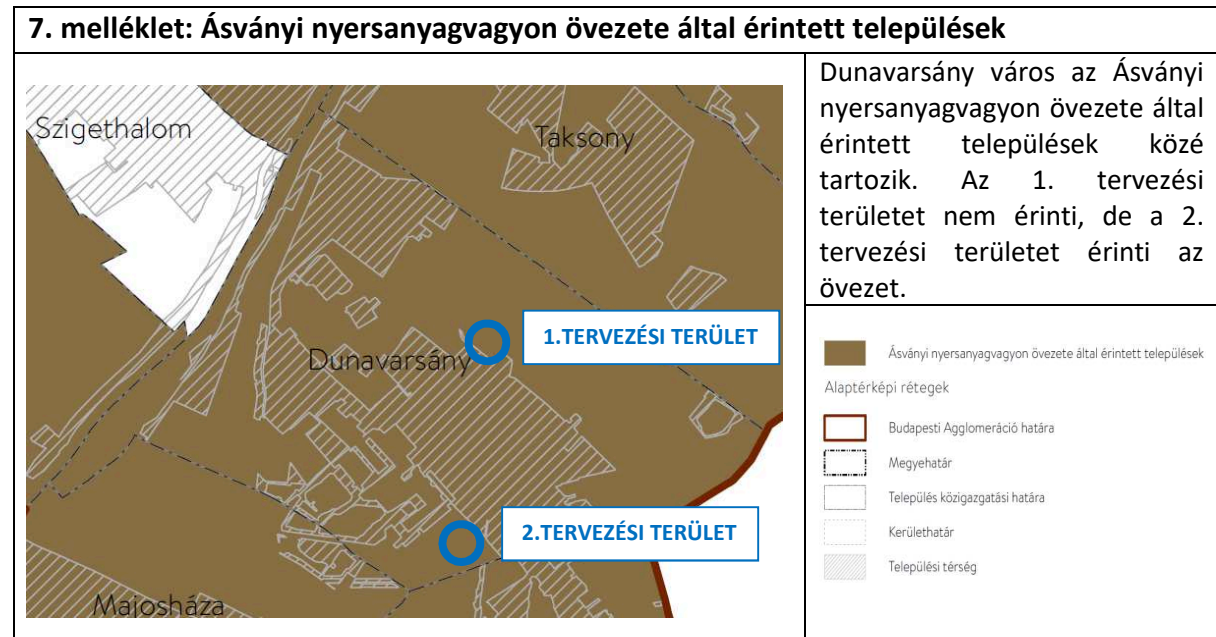 7. melléklet: Ásványi nyersanyagvagyon övezete által érintett települések
Szigethalom
Taksony
Dunavarsány
Majosháza
1.TERVEZÉSI TERÜLET
2.TERVEZÉSI TERÜLET
Dunavarsány város az Ásványi
nyersanyagvagyon övezete által
érintett települések közé
tartozik. Az 1. tervezési
területet nem érinti, de a 2.
tervezési területet érinti az
övezet.
Ásványi nyersanyagvagyon övezete által érintett települések
Alaptérképi rétegek
Budapesti Agglomeráció határa
Megyehatár
Település közigazgatási határa
Kerülethatár
Települési térség